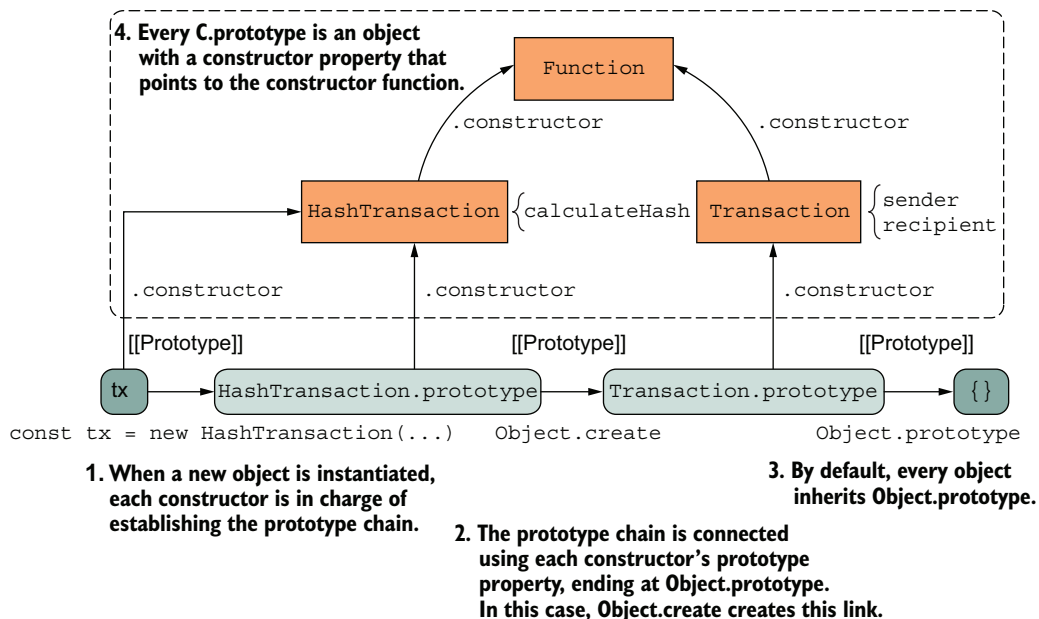 4. Every C.prototype is an object
with a constructor property that
points to the constructor function.
Function
.constructor
.constructor
HashTransaction
calculateHash
Transaction
sender
recipient
.constructor
.constructor
.constructor
[[Prototype]]
[[Prototype]]
[[Prototype]]
tx
HashTransaction.prototype
Transaction.prototype
{}
const tx = new HashTransaction(...)
Object.create
Object.prototype
1. When a new object is instantiated,
each constructor is in charge of
establishing the prototype chain.
3. By default, every object
inherits Object.prototype.
2. The prototype chain is connected
using each constructor’s prototype
property, ending at Object.prototype.
In this case, Object.create creates this link.